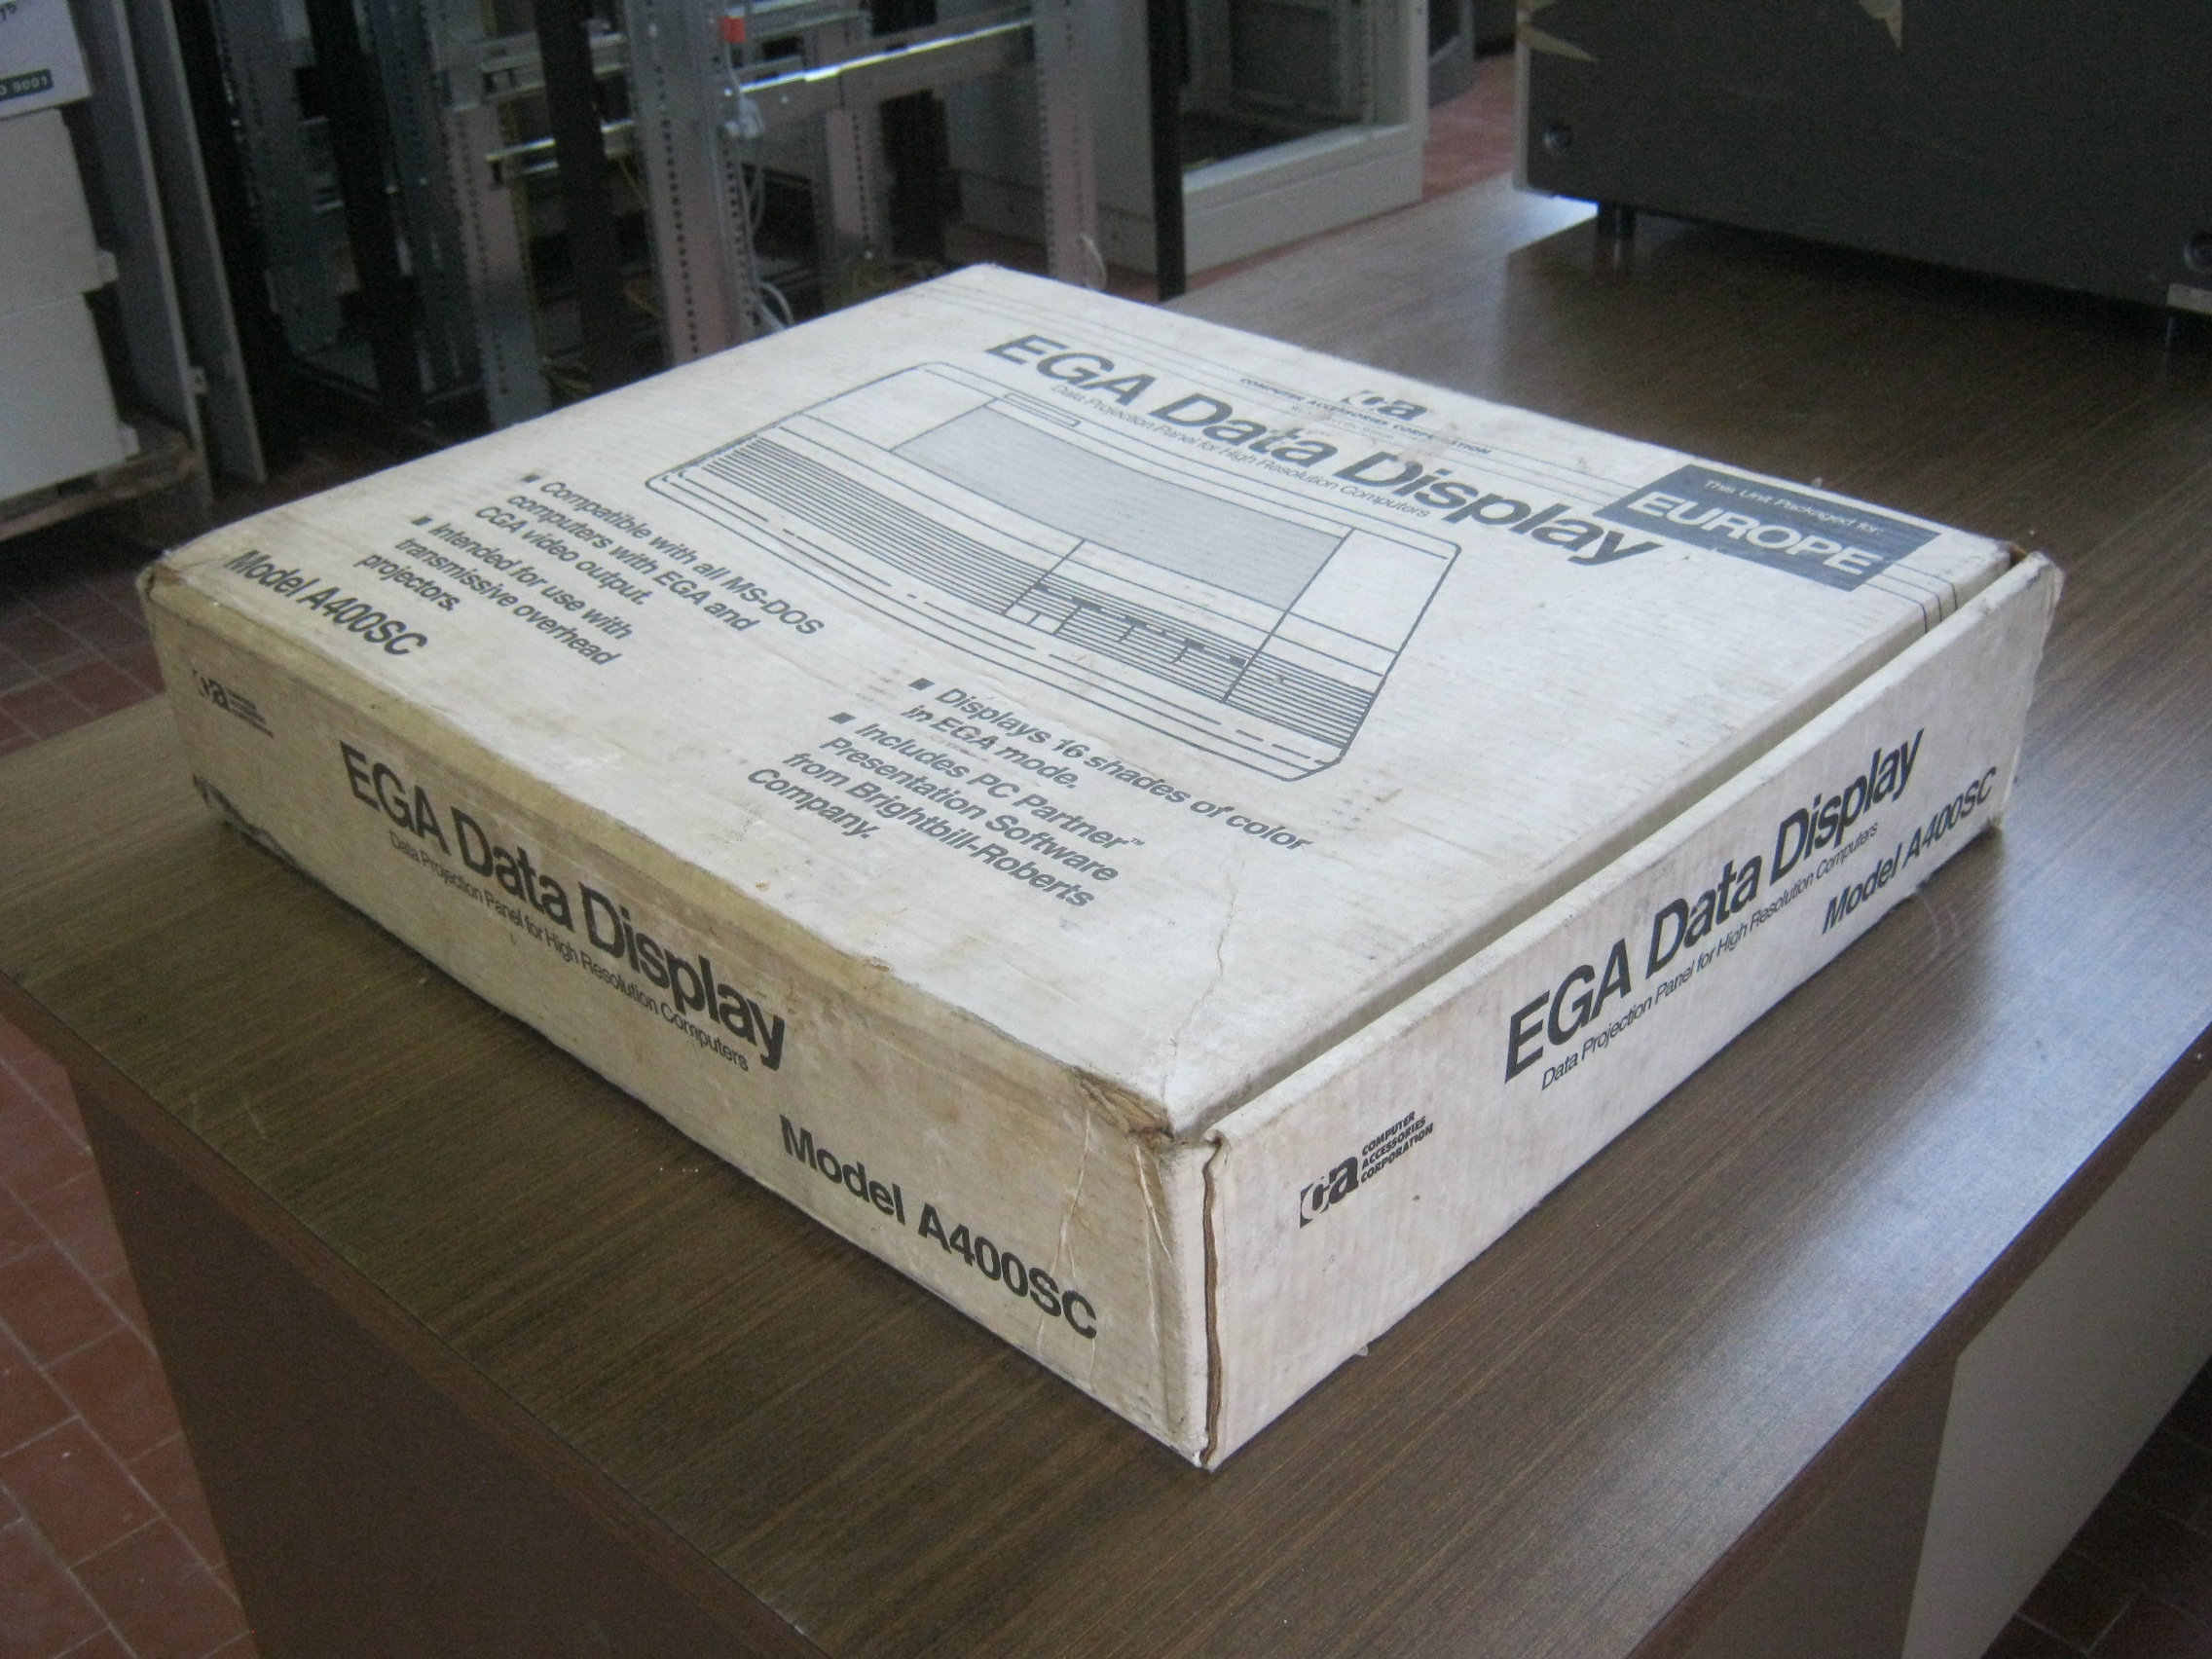 9001
ca
COMPUTER ACCESSORIES CORPORATION
EGA Data Display
Data Projection Panel for High Resolution Computers
This Unit Packaged for
EUROPE
■ Compatible with all MS-DOS
computers with EGA and
CGA video output.
■ Intended for use with
transmissive overhead
projectors.
Model A400SC
■ Displays 16 shades of color
in EGA mode.
■ Includes PC Partner™
Presentation Software
from Brightbill-Roberts
Company.
ca
EGA Data Display
Data Projection Panel for High Resolution Computers
Model A400SC
ca
COMPUTER
ACCESSORIES
CORPORATION
EGA Data Display
Data Projection Panel for High Resolution Computers
Model A400SC